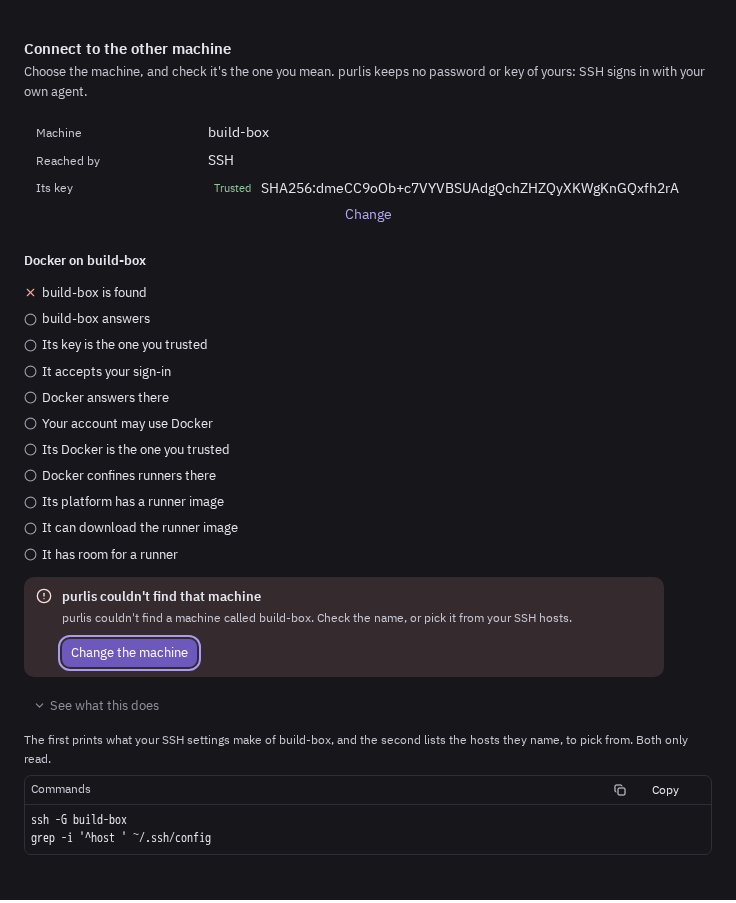 Connect to the other machine
Choose the machine, and check it's the one you mean. purlis keeps no password or key of yours: SSH signs in with your
own agent.
Machine build-box
Reached by SSH
Its key Trusted SHA256:dmeCC9oOb+c7VYVBSUAdgQchZHZQyXKWgKnGQxfh2rA
Change
Docker on build-box
build-box is found
build-box answers
Its key is the one you trusted
It accepts your sign-in
Docker answers there
Your account may use Docker
Its Docker is the one you trusted
Docker confines runners there
Its platform has a runner image
It can download the runner image
It has room for a runner
purlis couldn't find that machine
purlis couldn't find a machine called build-box. Check the name, or pick it from your SSH hosts.
Change the machine
See what this does
The first prints what your SSH settings make of build-box, and the second lists the hosts they name, to pick from. Both only
read.
Commands Copy
ssh -G build-box
grep -i '^host ' ~/.ssh/config